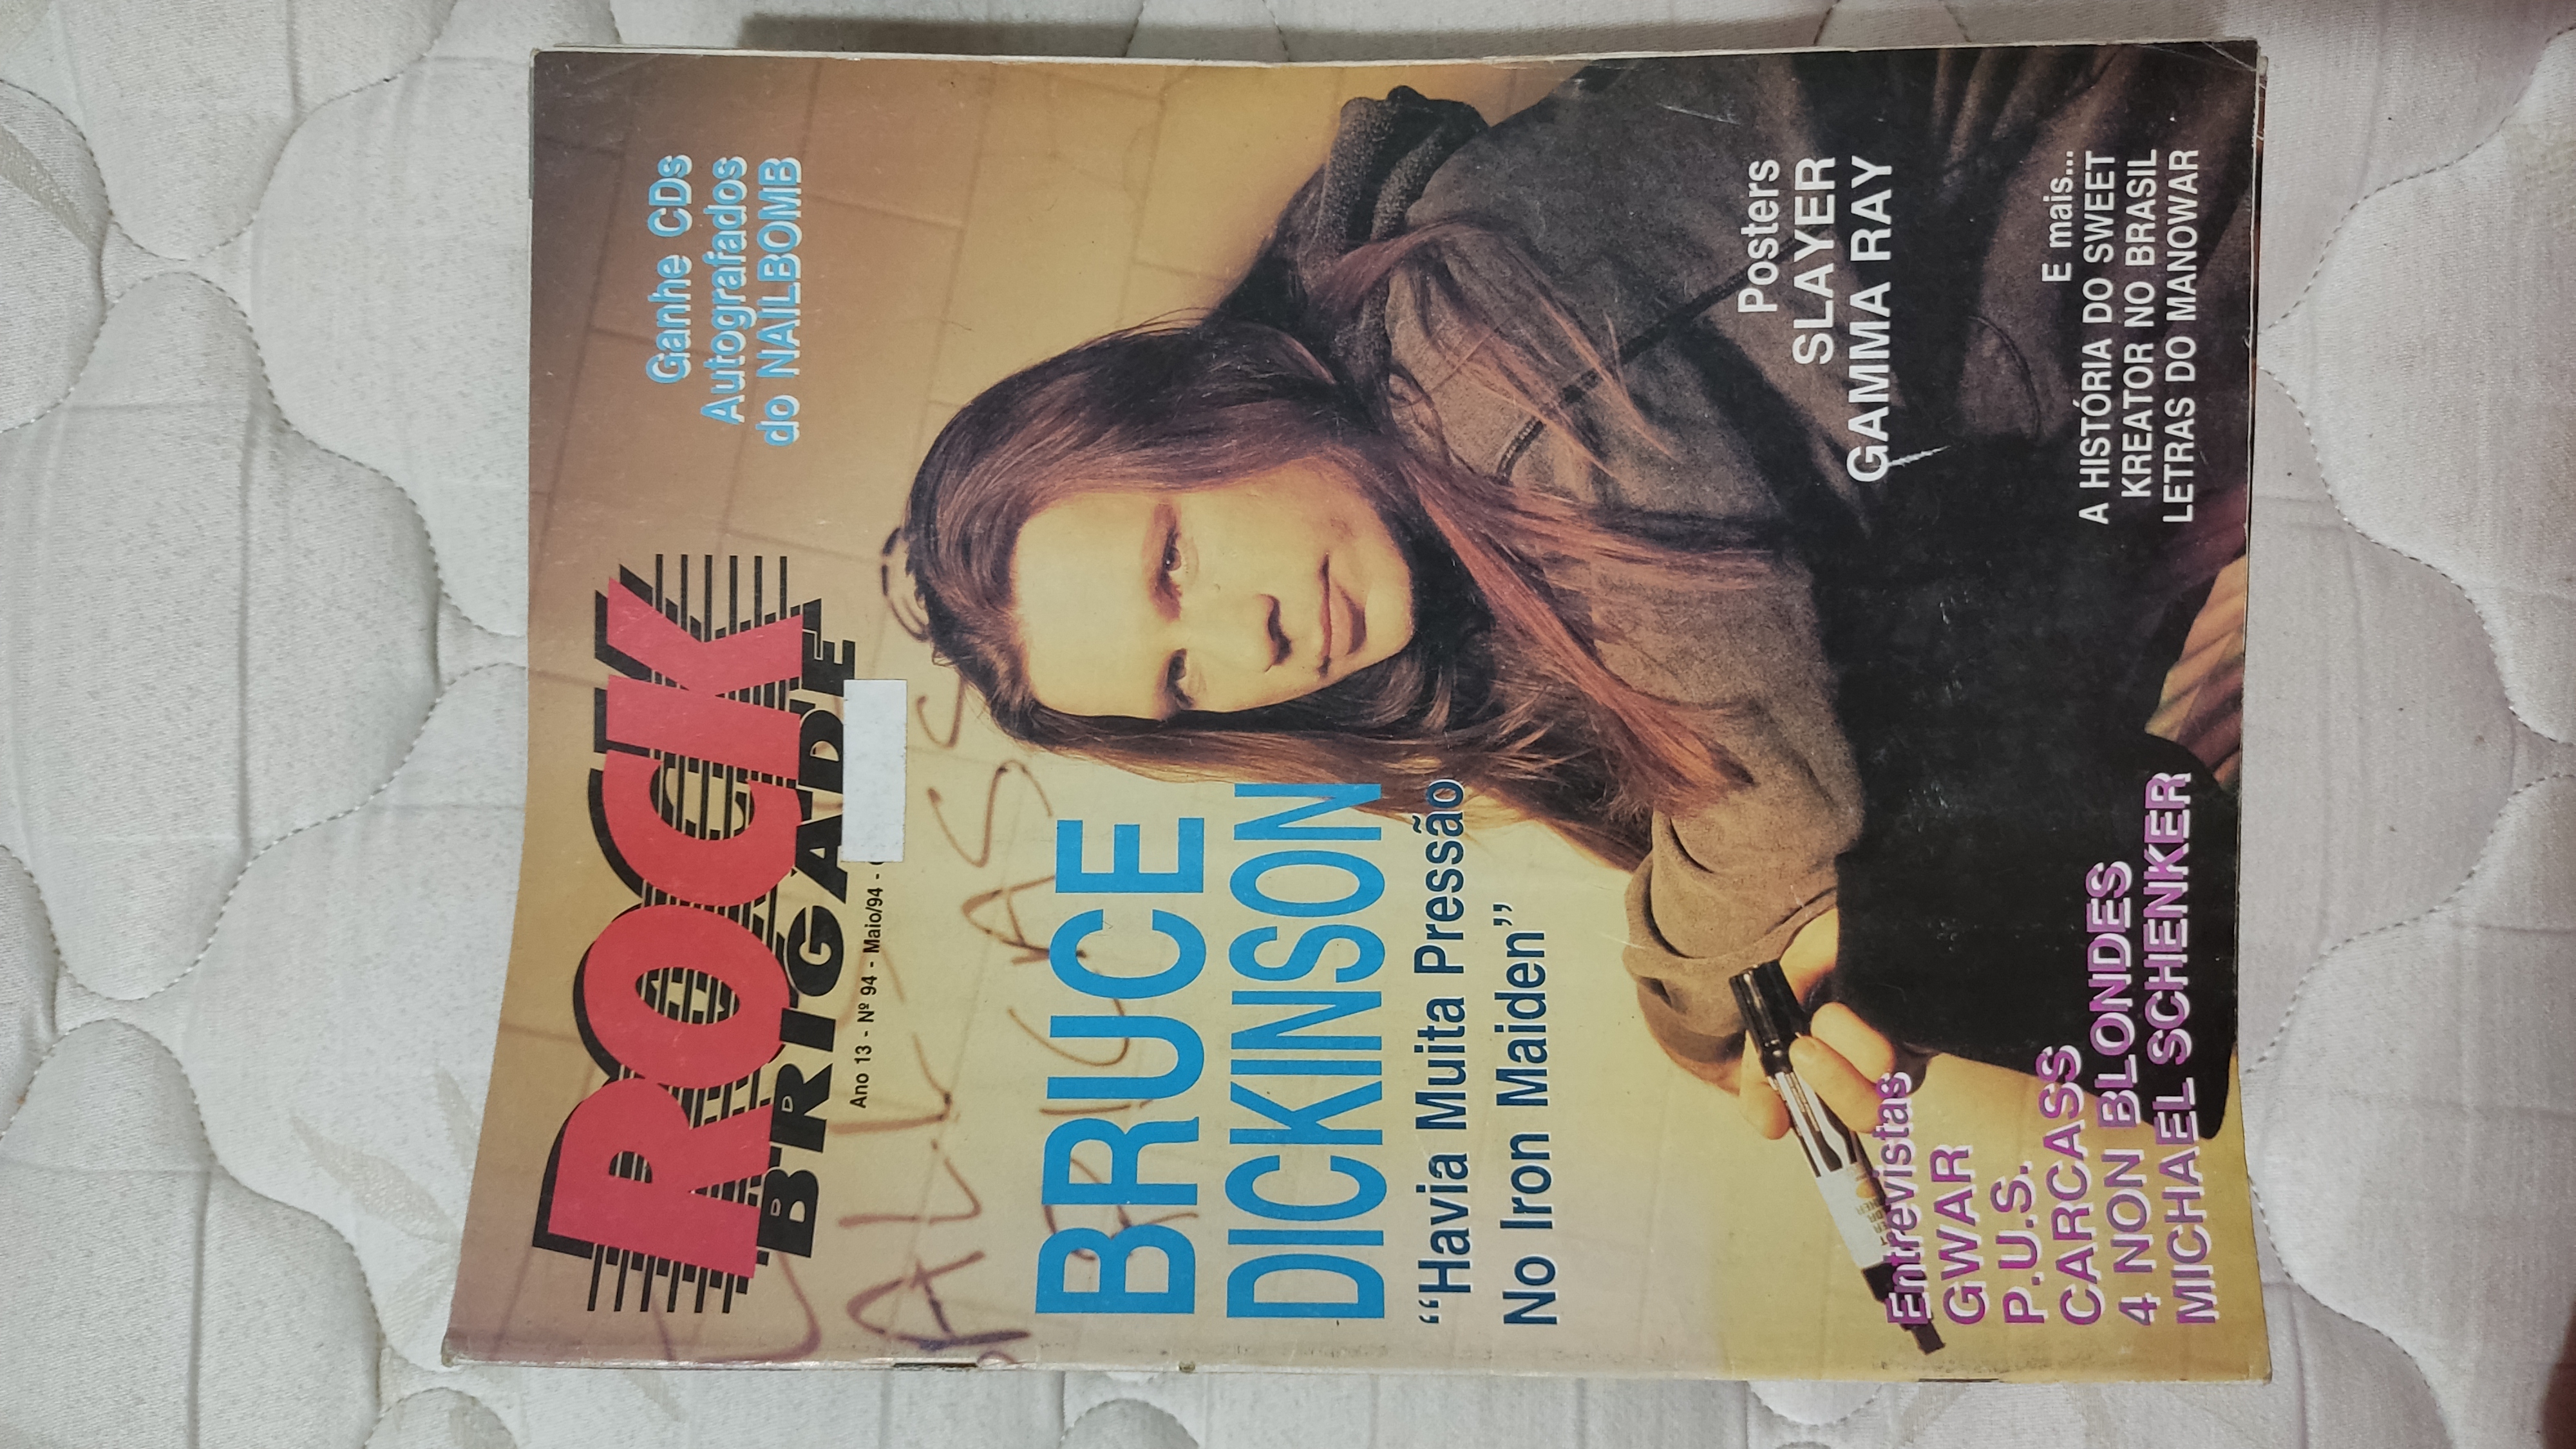 ROCK
BRIGADE
Ano 13 - Nº 94 - Maio/94 -
Ganhe CDs
Autografados
do NAILBOMB
BALLS
PICASSO
BRUCE
DICKINSON
“Havia Muita Pressão
No Iron Maiden”
Posters
SLAYER
GAMMA RAY
Entrevistas
GWAR
P.U.S.
CARCASS
4 NON BLONDES
MICHAEL SCHENKER
E mais...
A HISTÓRIA DO SWEET
KREATOR NO BRASIL
LETRAS DO MANOWAR